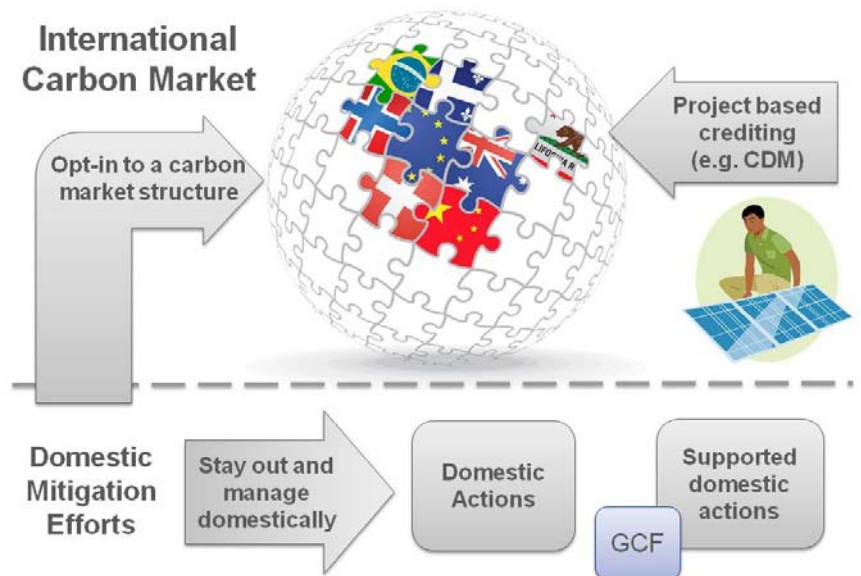 International
Carbon Market
Opt-in to a carbon
market structure
LIFORNIA R
Project based
crediting
(e.g. CDM)
Domestic
Mitigation
Efforts
Stay out and
manage
domestically
Domestic
Actions
Supported
domestic
actions
GCF